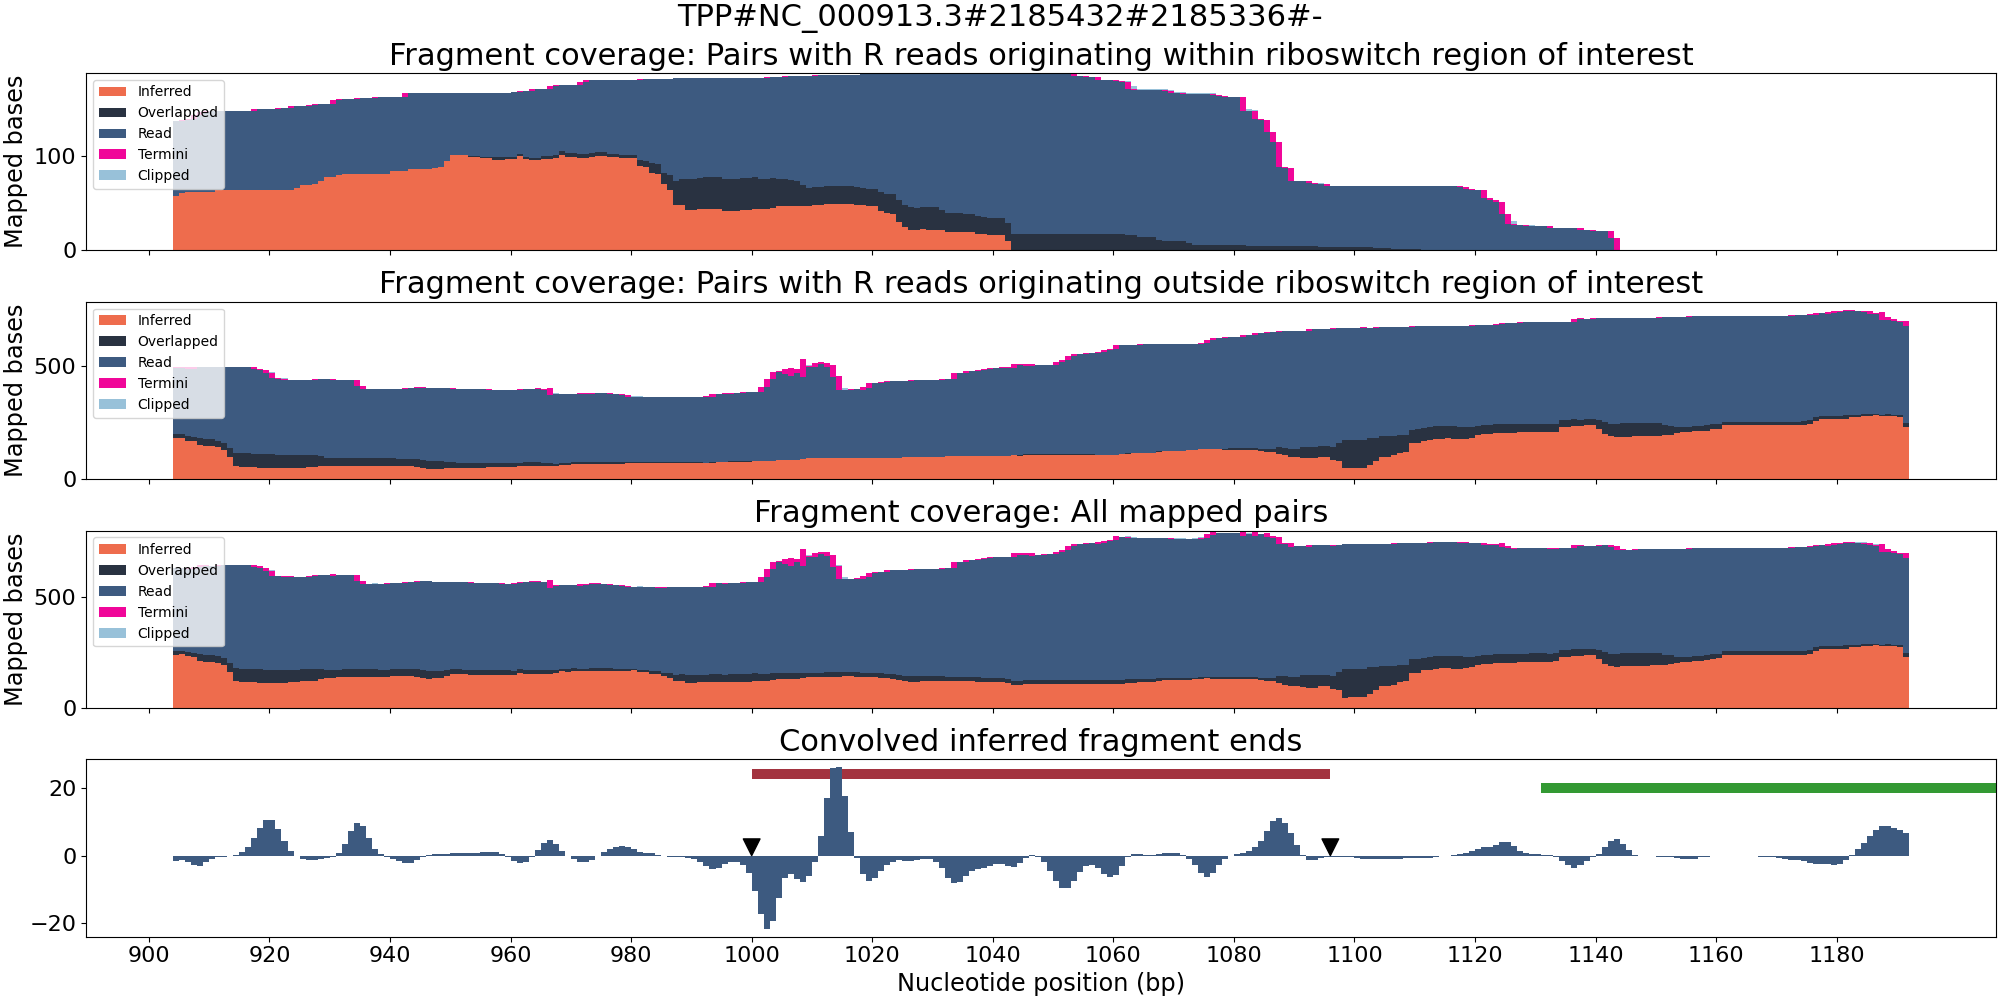 TPP#NC_000913.3#2185432#2185336#-
Fragment coverage: Pairs with R reads originating within riboswitch region of interest
Mapped bases
100
0
Inferred
Overlapped
Read
Termini
Clipped
Fragment coverage: Pairs with R reads originating outside riboswitch region of interest
Mapped bases
500
0
Inferred
Overlapped
Read
Termini
Clipped
Fragment coverage: All mapped pairs
Mapped bases
500
0
Inferred
Overlapped
Read
Termini
Clipped
Convolved inferred fragment ends
20
0
−20
900 920 940 960 980 1000 1020 1040 1060 1080 1100 1120 1140 1160 1180
Nucleotide position (bp)